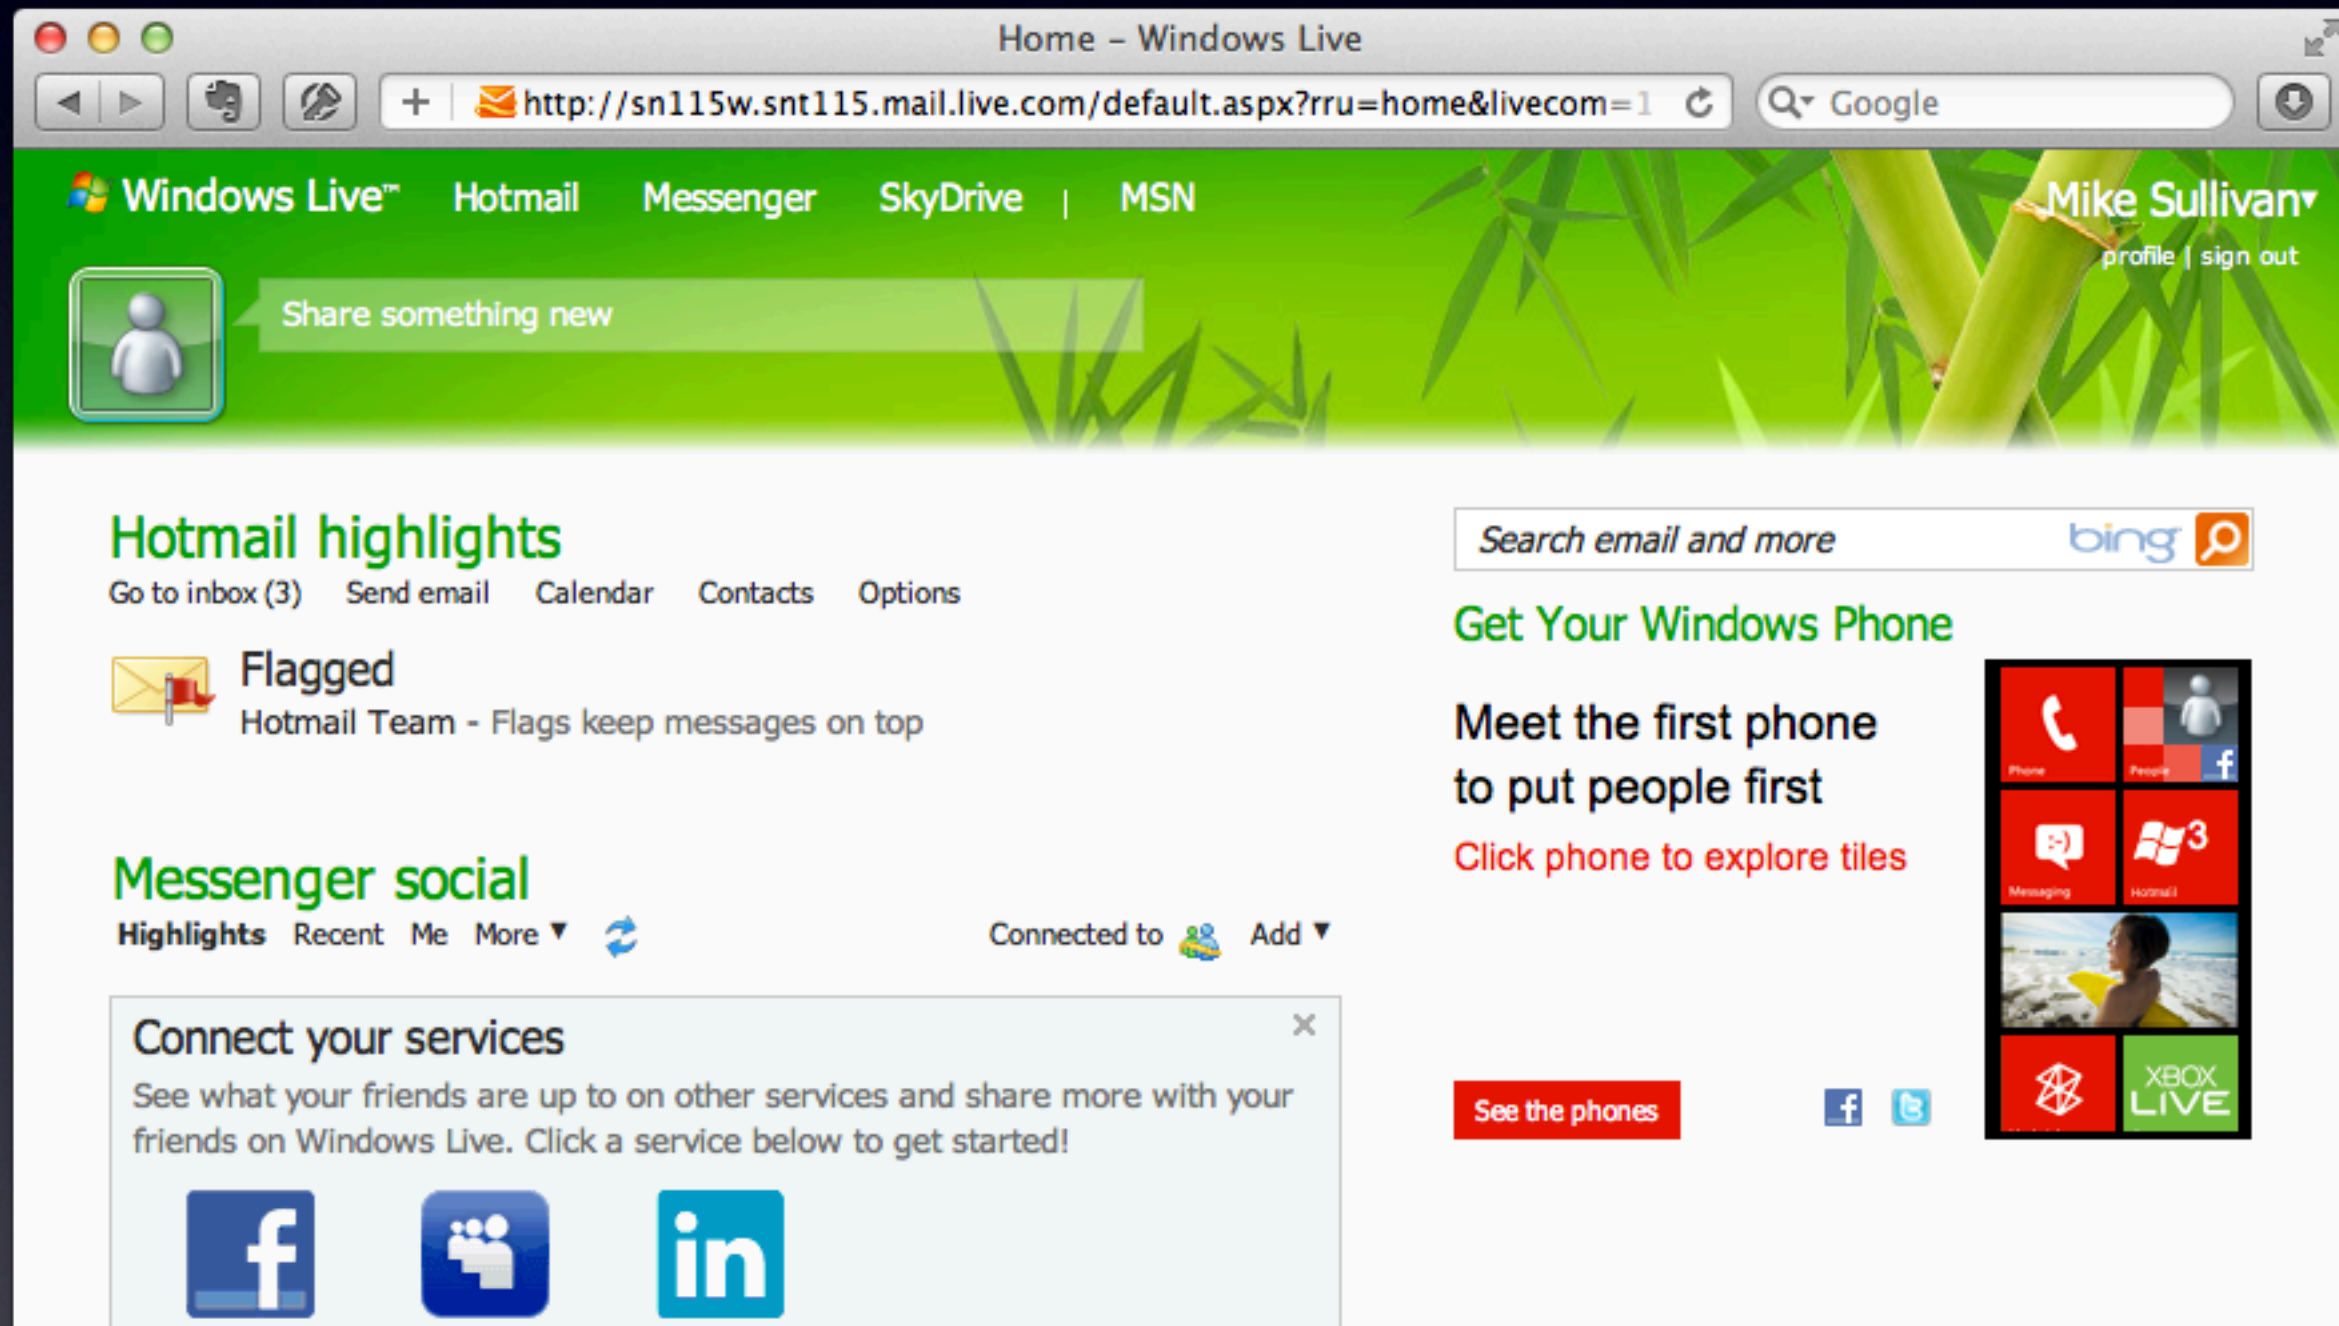 Home – Windows Live
http://sn115w.snt115.mail.live.com/default.aspx?rru=home&livecom=1
Google
Windows Live™ Hotmail Messenger SkyDrive | MSN
Mike Sullivan
profile | sign out
Share something new
Hotmail highlights
Go to inbox (3) Send email Calendar Contacts Options
Flagged
Hotmail Team - Flags keep messages on top
Messenger social
Highlights Recent Me More
Connected to Add
Connect your services
See what your friends are up to on other services and share more with your
friends on Windows Live. Click a service below to get started!
f
in
Search email and more bing
Get Your Windows Phone
Meet the first phone
to put people first
Click phone to explore tiles
Phone People f
:-) 3
Messaging Hotmail
XBOX
LIVE
See the phones f t